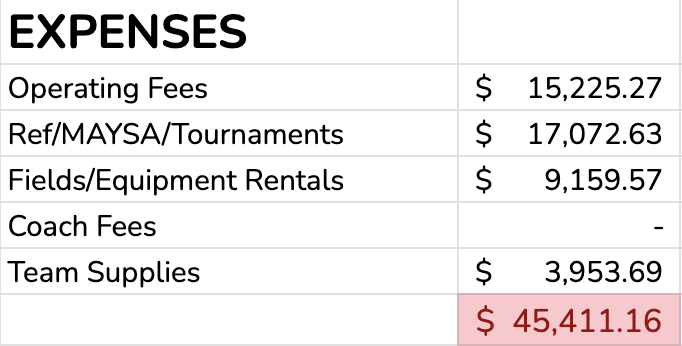 EXPENSES
Operating Fees $ 15,225.27
Ref/MAYSA/Tournaments $ 17,072.63
Fields/Equipment Rentals $ 9,159.57
Coach Fees -
Team Supplies $ 3,953.69
$ 45,411.16